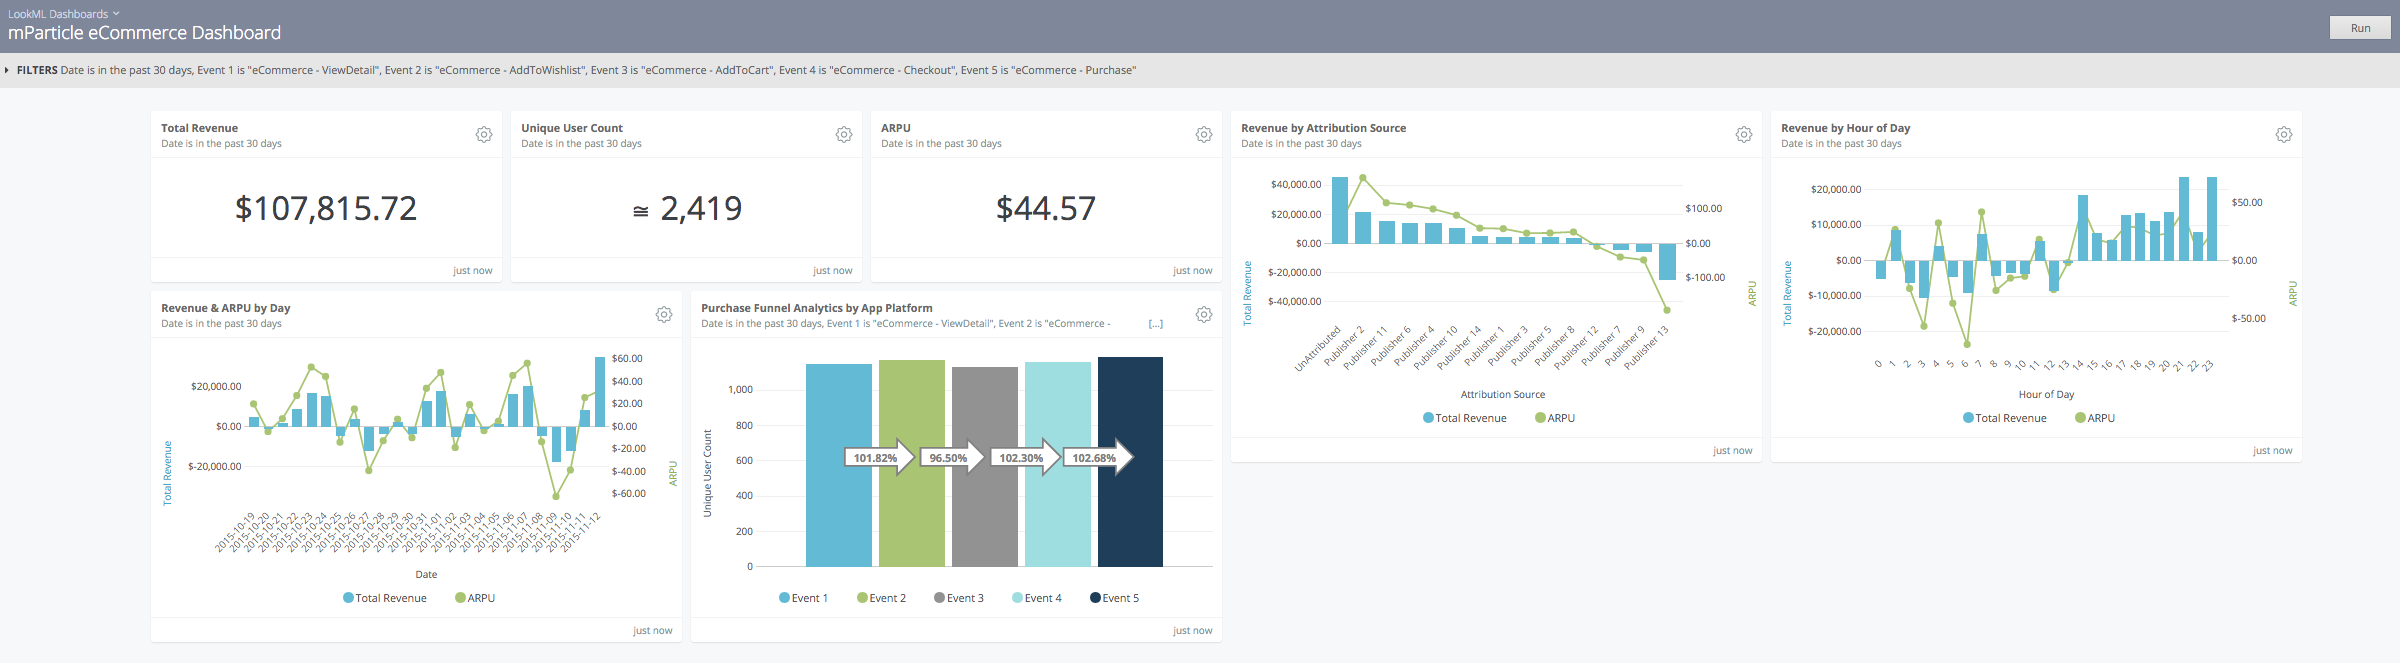 LookML Dashboards
mParticle eCommerce Dashboard
Run
FILTERS Date is in the past 30 days, Event 1 is "eCommerce - ViewDetail", Event 2 is "eCommerce - AddToWishlist", Event 3 is "eCommerce - AddToCart", Event 4 is "eCommerce - Checkout", Event 5 is "eCommerce - Purchase"
Total Revenue
Date is in the past 30 days
$107,815.72
just now
Unique User Count
Date is in the past 30 days
≅ 2,419
just now
ARPU
Date is in the past 30 days
$44.57
just now
Revenue by Attribution Source
Date is in the past 30 days
$40,000.00
$20,000.00
$0.00
$-20,000.00
$-40,000.00
Total Revenue
$100.00
$0.00
$-100.00
ARPU
UnAttributed
Publisher 2
Publisher 11
Publisher 6
Publisher 4
Publisher 10
Publisher 14
Publisher 1
Publisher 3
Publisher 5
Publisher 8
Publisher 12
Publisher 7
Publisher 9
Publisher 13
Attribution Source
Total Revenue
ARPU
just now
Revenue by Hour of Day
Date is in the past 30 days
$20,000.00
$10,000.00
$0.00
$-10,000.00
$-20,000.00
Total Revenue
$50.00
$0.00
$-50.00
ARPU
0 1 2 3 4 5 6 7 8 9 10 11 12 13 14 15 16 17 18 19 20 21 22 23
Hour of Day
Total Revenue
ARPU
just now
Revenue & ARPU by Day
Date is in the past 30 days
$20,000.00
$0.00
$-20,000.00
Total Revenue
$60.00
$40.00
$20.00
$0.00
$-20.00
$-40.00
$-60.00
ARPU
2015-10-19
2015-10-20
2015-10-21
2015-10-22
2015-10-23
2015-10-24
2015-10-25
2015-10-26
2015-10-27
2015-10-28
2015-10-29
2015-10-30
2015-10-31
2015-11-01
2015-11-02
2015-11-03
2015-11-04
2015-11-05
2015-11-06
2015-11-07
2015-11-08
2015-11-09
2015-11-10
2015-11-11
2015-11-12
Date
Total Revenue
ARPU
just now
Purchase Funnel Analytics by App Platform
Date is in the past 30 days, Event 1 is "eCommerce - ViewDetail", Event 2 is "eCommerce - [...]
1,000
800
600
400
200
0
Unique User Count
101.82%
96.50%
102.30%
102.68%
Event 1
Event 2
Event 3
Event 4
Event 5
just now